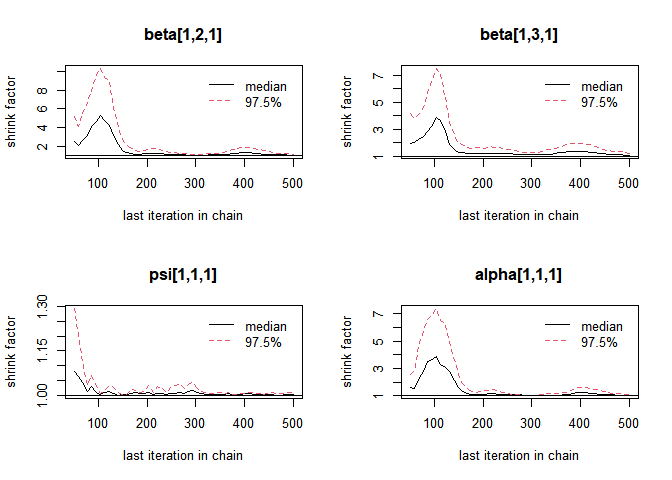 beta[1,2,1]
shrink factor
2 4 6 8
median
97.5%
100 200 300 400 500
last iteration in chain
beta[1,3,1]
shrink factor
1 3 5 7
median
97.5%
100 200 300 400 500
last iteration in chain
psi[1,1,1]
shrink factor
1.00 1.15 1.30
median
97.5%
100 200 300 400 500
last iteration in chain
alpha[1,1,1]
shrink factor
1 3 5 7
median
97.5%
100 200 300 400 500
last iteration in chain